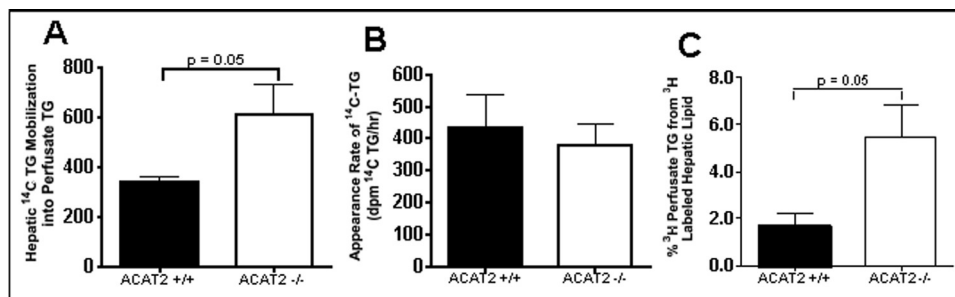 A
Hepatic ¹⁴C TG Mobilization
into Perfusate TG
800
600
400
200
0
p = 0.05
ACAT2 +/+
ACAT2 -/-
B
Appearance Rate of ¹⁴C-TG
(dpm ¹⁴C TG/hr)
600
500
400
300
200
100
0
ACAT2 +/+
ACAT2 -/-
C
% ³H Perfusate TG from ³H
Labeled Hepatic Lipid
8.0
6.0
4.0
2.0
0.0
p = 0.05
ACAT2 +/+
ACAT2 -/-